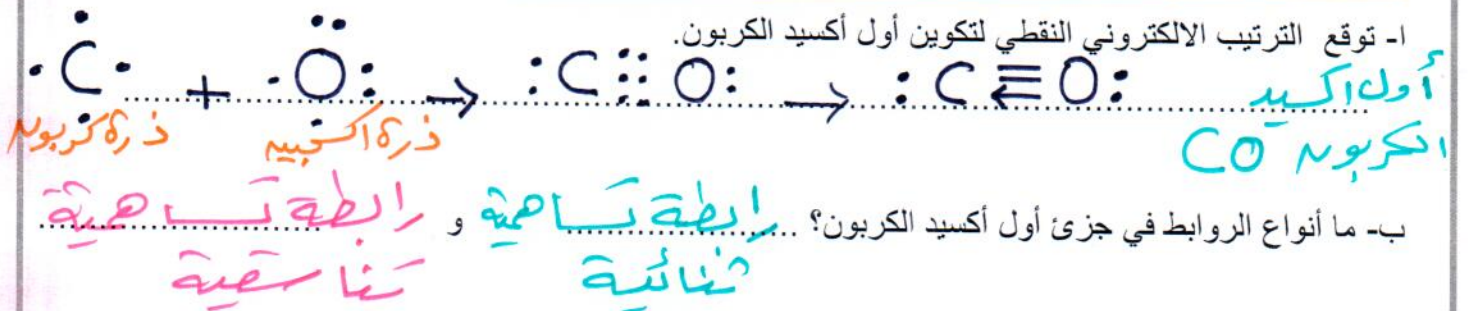 ا- توقع الترتيب الالكتروني النقطي لتكوين أول أكسيد الكربون.
·C· + ·O: → :C⋮⋮O: → :C≡O: أول اكسيد
ذرة كربون ذرة اكسجين الكربون CO
ب- ما أنواع الروابط في جزئ أول أكسيد الكربون؟ رابطة تساهمية و رابطة تساهمية
ثنائية تناسقية